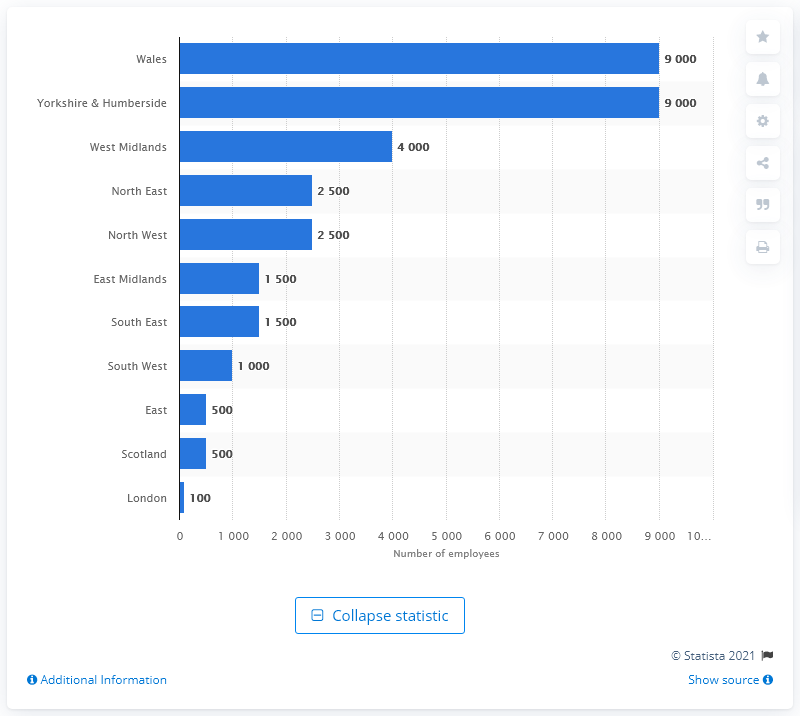 Wales 9 000
Yorkshire & Humberside 9 000
West Midlands 4 000
North East 2 500
North West 2 500
East Midlands 1 500
South East 1 500
South West 1 000
East 500
Scotland 500
London 100
0 1 000 2 000 3 000 4 000 5 000 6 000 7 000 8 000 9 000 10...
Number of employees
Collapse statistic
© Statista 2021
Additional Information Show source